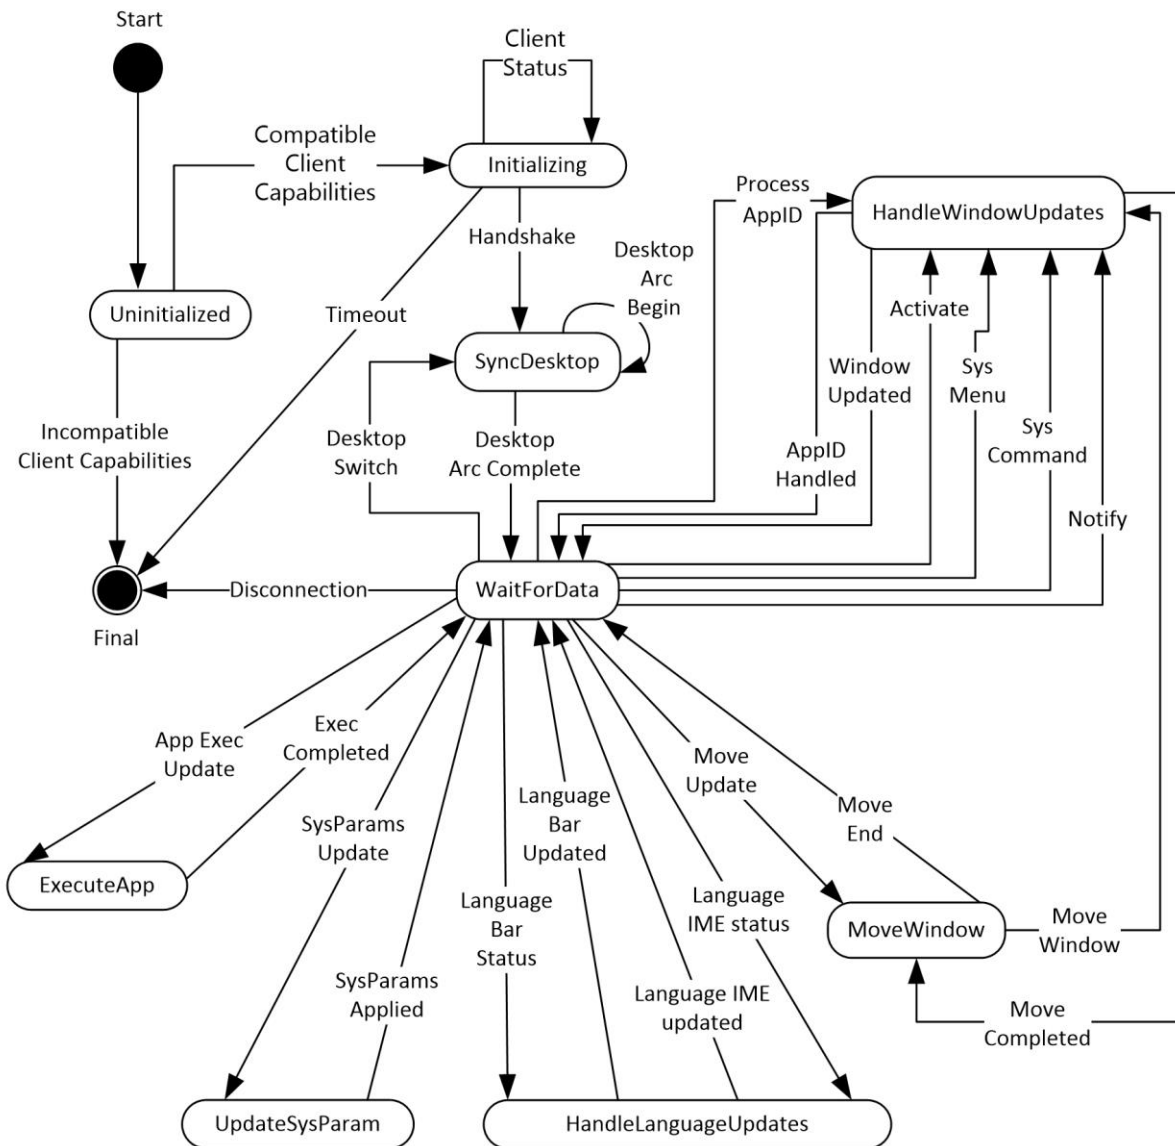 Start
Client
Status
Compatible
Client
Capabilities
Initializing
Process
AppID
HandleWindowUpdates
Handshake
Desktop
Arc
Begin
Uninitialized
Timeout
Activate
SyncDesktop
Window
Updated
Sys
Menu
Incompatible
Client Capabilities
Desktop
Switch
Desktop
Arc Complete
AppID
Handled
Sys
Command
Notify
Disconnection
WaitForData
Final
App Exec
Update
Exec
Completed
Move
Update
Language
Bar
Updated
Move
End
SysParams
Update
ExecuteApp
Language
Bar
Status
Language
IME status
MoveWindow
Move
Window
SysParams
Applied
Language IME
updated
Move
Completed
UpdateSysParam
HandleLanguageUpdates